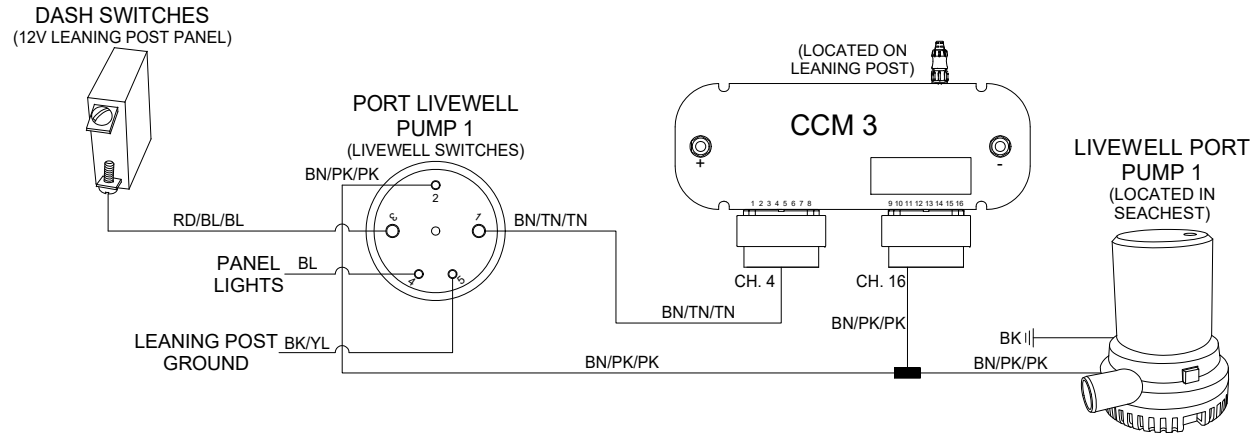 DASH SWITCHES
(12V LEANING POST PANEL)
PORT LIVEWELL
PUMP 1
(LIVEWELL SWITCHES)
BN/PK/PK
2
3
1
4
5
RD/BL/BL
BN/TN/TN
PANEL
LIGHTS
BL
LEANING POST
GROUND
BK/YL
(LOCATED ON
LEANING POST)
CCM 3
+
-
1 2 3 4 5 6 7 8
9 10 11 12 13 14 15 16
CH. 4
CH. 16
BN/TN/TN
BN/PK/PK
BN/PK/PK
BN/PK/PK
BK
LIVEWELL PORT
PUMP 1
(LOCATED IN
SEACHEST)